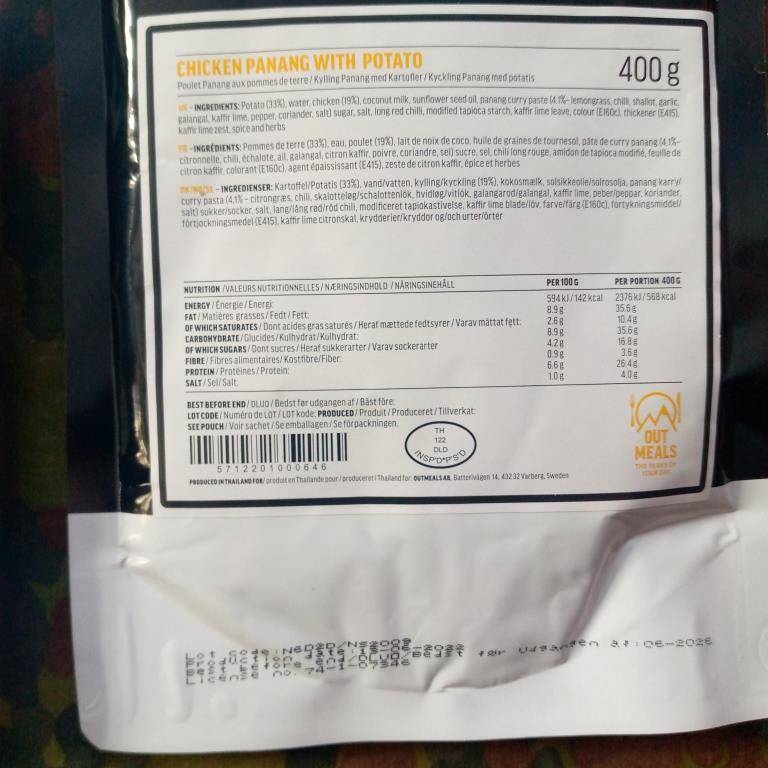 CHICKEN PANANG WITH POTATO
400 g
Poulet Panang aux pommes de terre / Kylling Panang med Kartofler / Kyckling Panang med potatis
UK - INGREDIENTS: Potato (33%), water, chicken (19%), coconut milk, sunflower seed oil, panang curry paste (4.1%- lemongrass, chilli, shallot, garlic,
galangal, kaffir lime, pepper, coriander, salt) sugar, salt, long red chilli, modified tapioca starch, kaffir lime leave, colour (E160c), thickener (E415),
kaffir lime zest, spice and herbs
FR - INGRÉDIENTS: Pommes de terre (33%), eau, poulet (19%), lait de noix de coco, huile de graines de tournesol, pâte de curry panang (4.1%-
citronnelle, chili, échalote, ail, galangal, citron kaffir, poivre, coriandre, sel) sucre, sel, chili long rouge, amidon de tapioca modifié, feuille de
citron kaffir, colorant (E160c), agent épaississant (E415), zeste de citron kaffir, épice et herbes
DK/NO/SE - INGREDIENSER: Kartoffel/Potatis (33%), vand/vatten, kylling/kyckling (19%), kokosmælk, solsikkeolie/solrosolja, panang karry/
curry pasta (4,1% - citrongræs, chili, skalotteløg/schalottenlök, hvidløg/vitlök, galangarod/galangal, kaffir lime, peber/peppar, koriander,
salt) sukker/socker, salt, lang/lång rød/röd chili, modificeret tapiokastivelse, kaffir lime blade/löv, farve/färg (E160c), fortykningsmiddel/
förtjockningsmedel (E415), kaffir lime citronskal, krydderier/kryddor og/och urter/örter
NUTRITION /VALEURS NUTRITIONNELLES / NÆRINGSINDHOLD / NÄRINGSINEHÅLL PER 100 G PER PORTION 400 G
ENERGY / Énergie / Energi: 594 kJ / 142 kcal 2376 kJ / 568 kcal
FAT / Matières grasses / Fedt / Fett: 8.9 g 35.6 g
OF WHICH SATURATES / Dont acides gras saturés / Heraf mættede fedtsyrer / Varav mättat fett: 2.6 g 10.4 g
CARBOHYDRATE / Glucides / Kulhydrat / Kulhydrat: 8.9 g 35.6 g
OF WHICH SUGARS / Dont sucres / Heraf sukkerarter / Varav sockerarter 4.2 g 16.8 g
FIBRE / Fibres alimentaires / Kostfibre/Fiber: 0.9 g 3.6 g
PROTEIN / Protéines / Protein: 6.6 g 26.4 g
SALT / Sel / Salt: 1.0 g 4.0 g
BEST BEFORE END / DLUO / Bedst før udgangen af / Bäst före:
LOT CODE / Numéro de LOT / LOT kode: PRODUCED / Produit / Produceret / Tillverkat:
SEE POUCH / Voir sachet / Se emballagen / Se förpackningen.
5712201000646
TH
122
DLD
INSP'D*P'S'D
OUT
MEALS
PRODUCED IN THAILAND FOR/ produit en Thaïlande pour / produceret i Thailand for: OUTMEALS AB, Batterivägen 14, 432 32 Varberg, Sweden
før Udgangen af: 06-2026